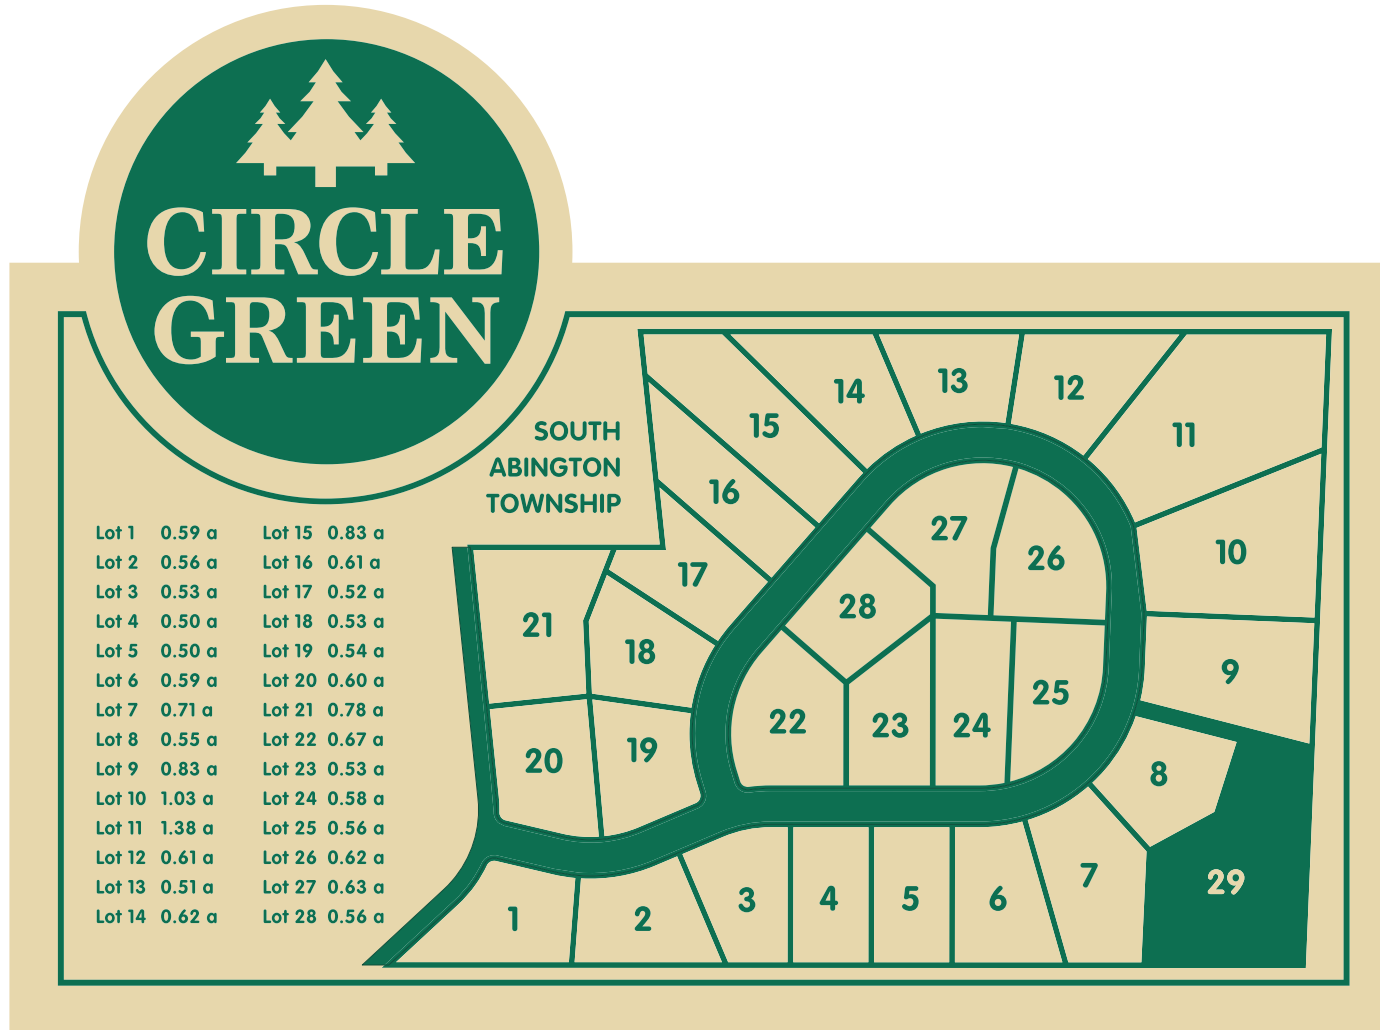 CIRCLE
GREEN
SOUTH
ABINGTON
TOWNSHIP
Lot 1 0.59 a
Lot 2 0.56 a
Lot 3 0.53 a
Lot 4 0.50 a
Lot 5 0.50 a
Lot 6 0.59 a
Lot 7 0.71 a
Lot 8 0.55 a
Lot 9 0.83 a
Lot 10 1.03 a
Lot 11 1.38 a
Lot 12 0.61 a
Lot 13 0.51 a
Lot 14 0.62 a
Lot 15 0.83 a
Lot 16 0.61 a
Lot 17 0.52 a
Lot 18 0.53 a
Lot 19 0.54 a
Lot 20 0.60 a
Lot 21 0.78 a
Lot 22 0.67 a
Lot 23 0.53 a
Lot 24 0.58 a
Lot 25 0.56 a
Lot 26 0.62 a
Lot 27 0.63 a
Lot 28 0.56 a
14
13
12
15
11
16
27
10
26
17
28
21
18
9
25
22
23
24
19
20
8
7
29
3
4
5
6
1
2